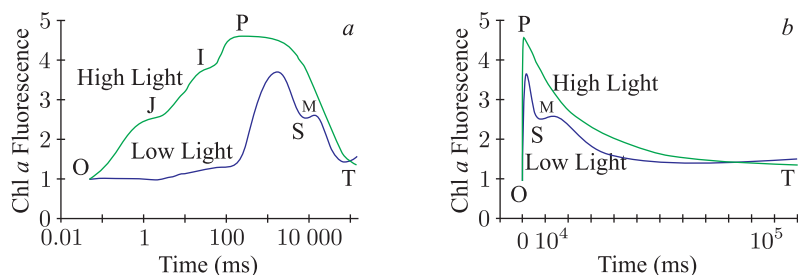 a
Chl a Fluorescence
5
4
3
2
1
0
O
J
I
P
S
M
T
High Light
Low Light
0.01
1
100
10 000
Time (ms)
b
Chl a Fluorescence
5
4
3
2
1
0
P
M
S
O
T
High Light
Low Light
0
10⁴
10⁵
Time (ms)